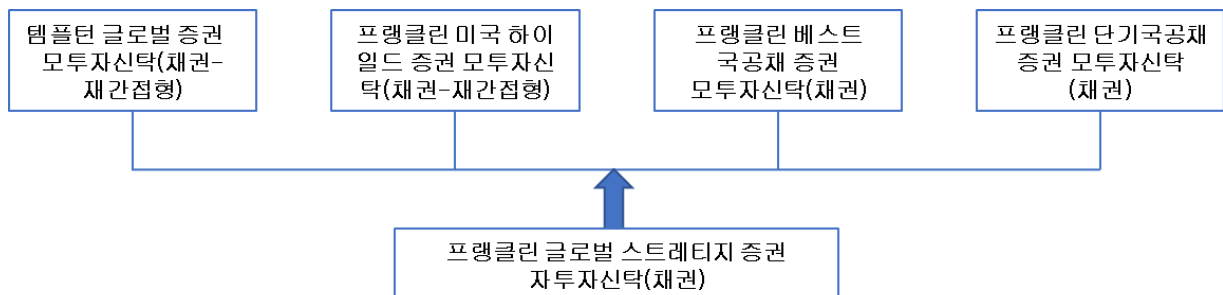 템플턴 글로벌 증권
모투자신탁(채권-
재간접형)
프랭클린 미국 하이
일드 증권 모투자신
탁(채권-재간접형)
프랭클린 베스트
국공채 증권
모투자신탁(채권)
프랭클린 단기국공채
증권 모투자신탁
(채권)
프랭클린 글로벌 스트레티지 증권
자투자신탁(채권)